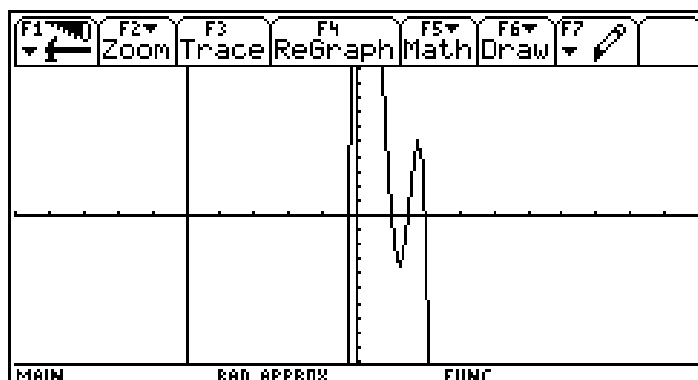 F1 F2 F3 F4 F5 F6 F7
Zoom Trace ReGraph Math Draw
MAIN RAD APPROX FUNC